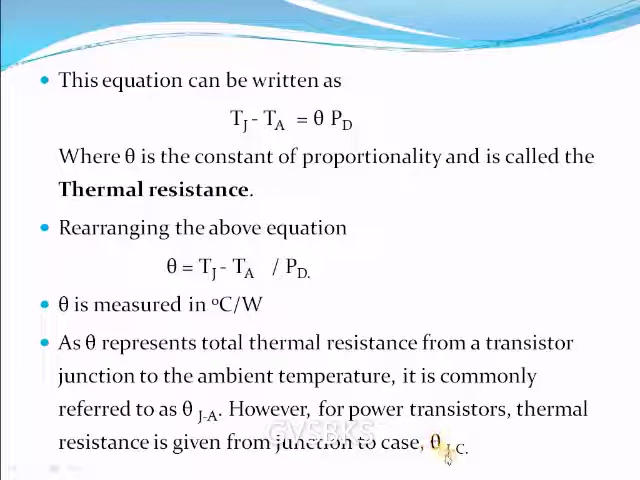 This equation can be written as
TJ - TA = θ PD
Where θ is the constant of proportionality and is called the
Thermal resistance.
Rearranging the above equation
θ = TJ - TA / PD.
θ is measured in ºC/W
As θ represents total thermal resistance from a transistor
junction to the ambient temperature, it is commonly
referred to as θ J-A. However, for power transistors, thermal
resistance is given from junction to case, θ J-C.
GVSBKS